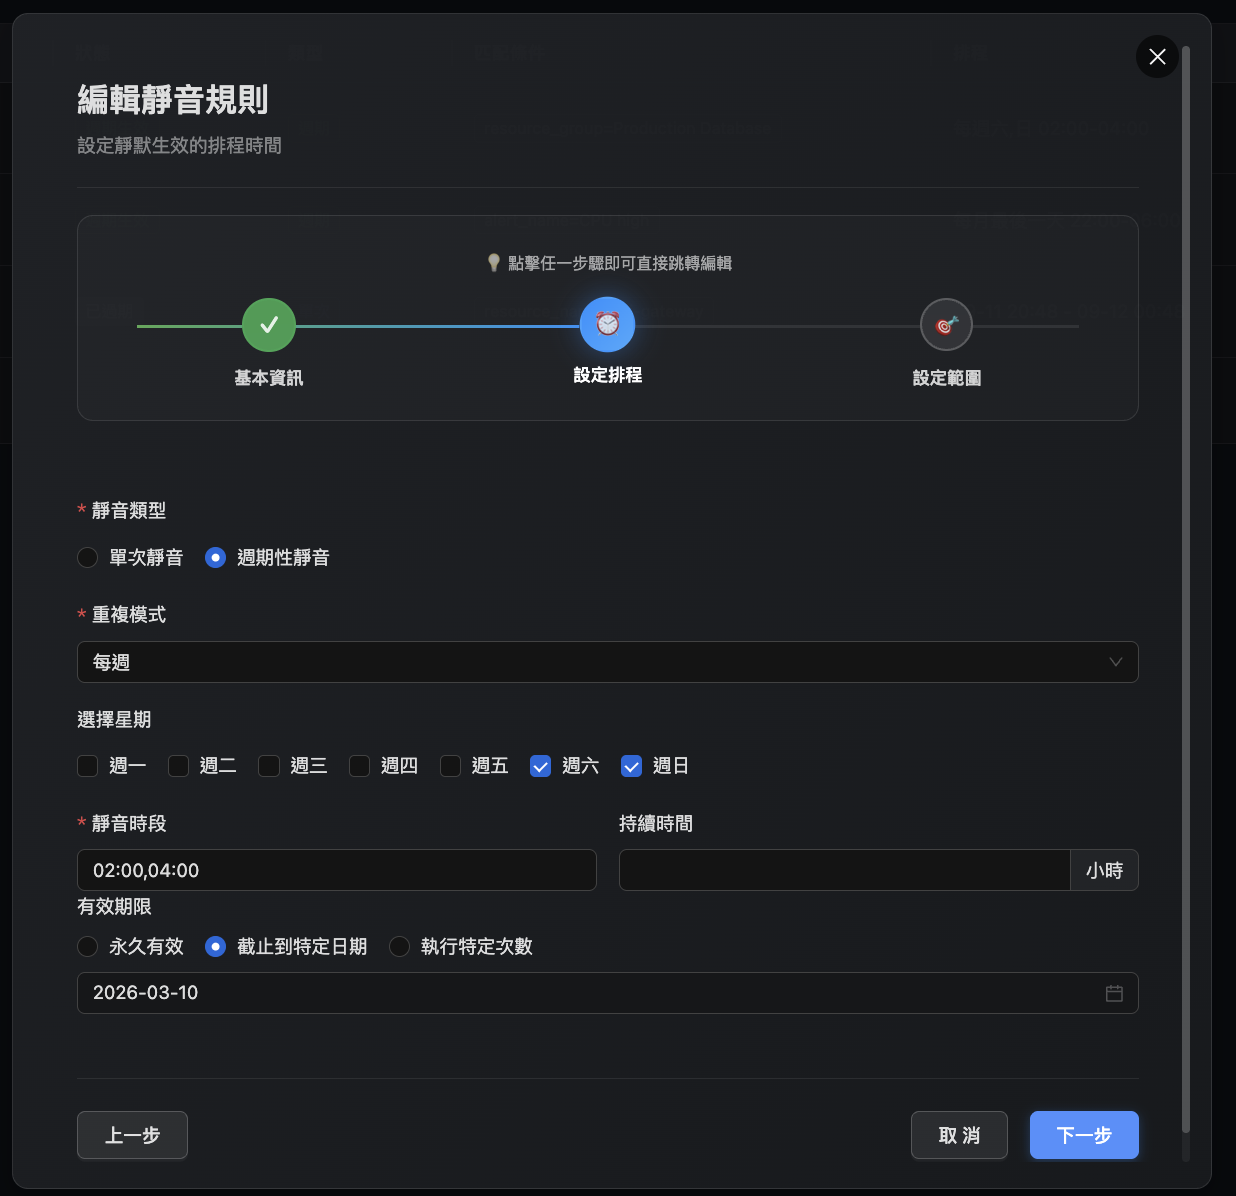 編輯靜音規則
設定靜默生效的排程時間
點擊任一步驟即可直接跳轉編輯
基本資訊
設定排程
設定範圍
* 靜音類型
單次靜音 週期性靜音
* 重複模式
每週
選擇星期
週一 週二 週三 週四 週五 週六 週日
* 靜音時段 持續時間
02:00,04:00 小時
有效期限
永久有效 截止到特定日期 執行特定次數
2026-03-10
上一步 取 消 下一步